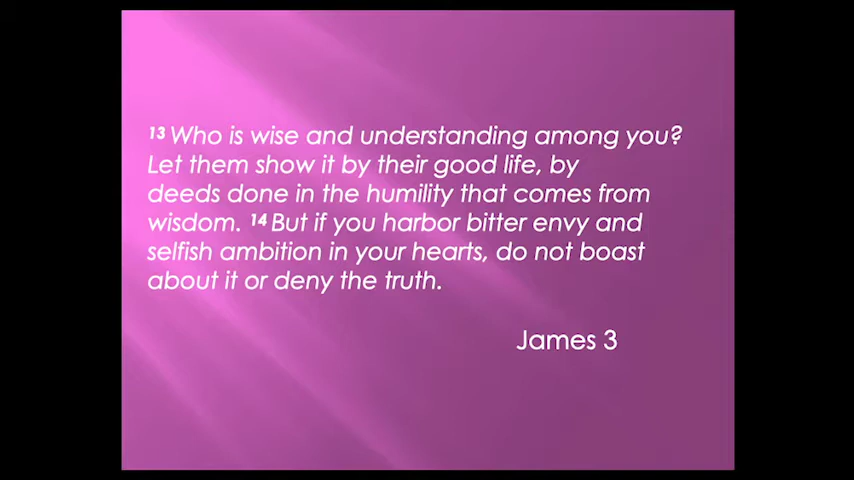 13 Who is wise and understanding among you?
Let them show it by their good life, by
deeds done in the humility that comes from
wisdom. 14 But if you harbor bitter envy and
selfish ambition in your hearts, do not boast
about it or deny the truth.
James 3